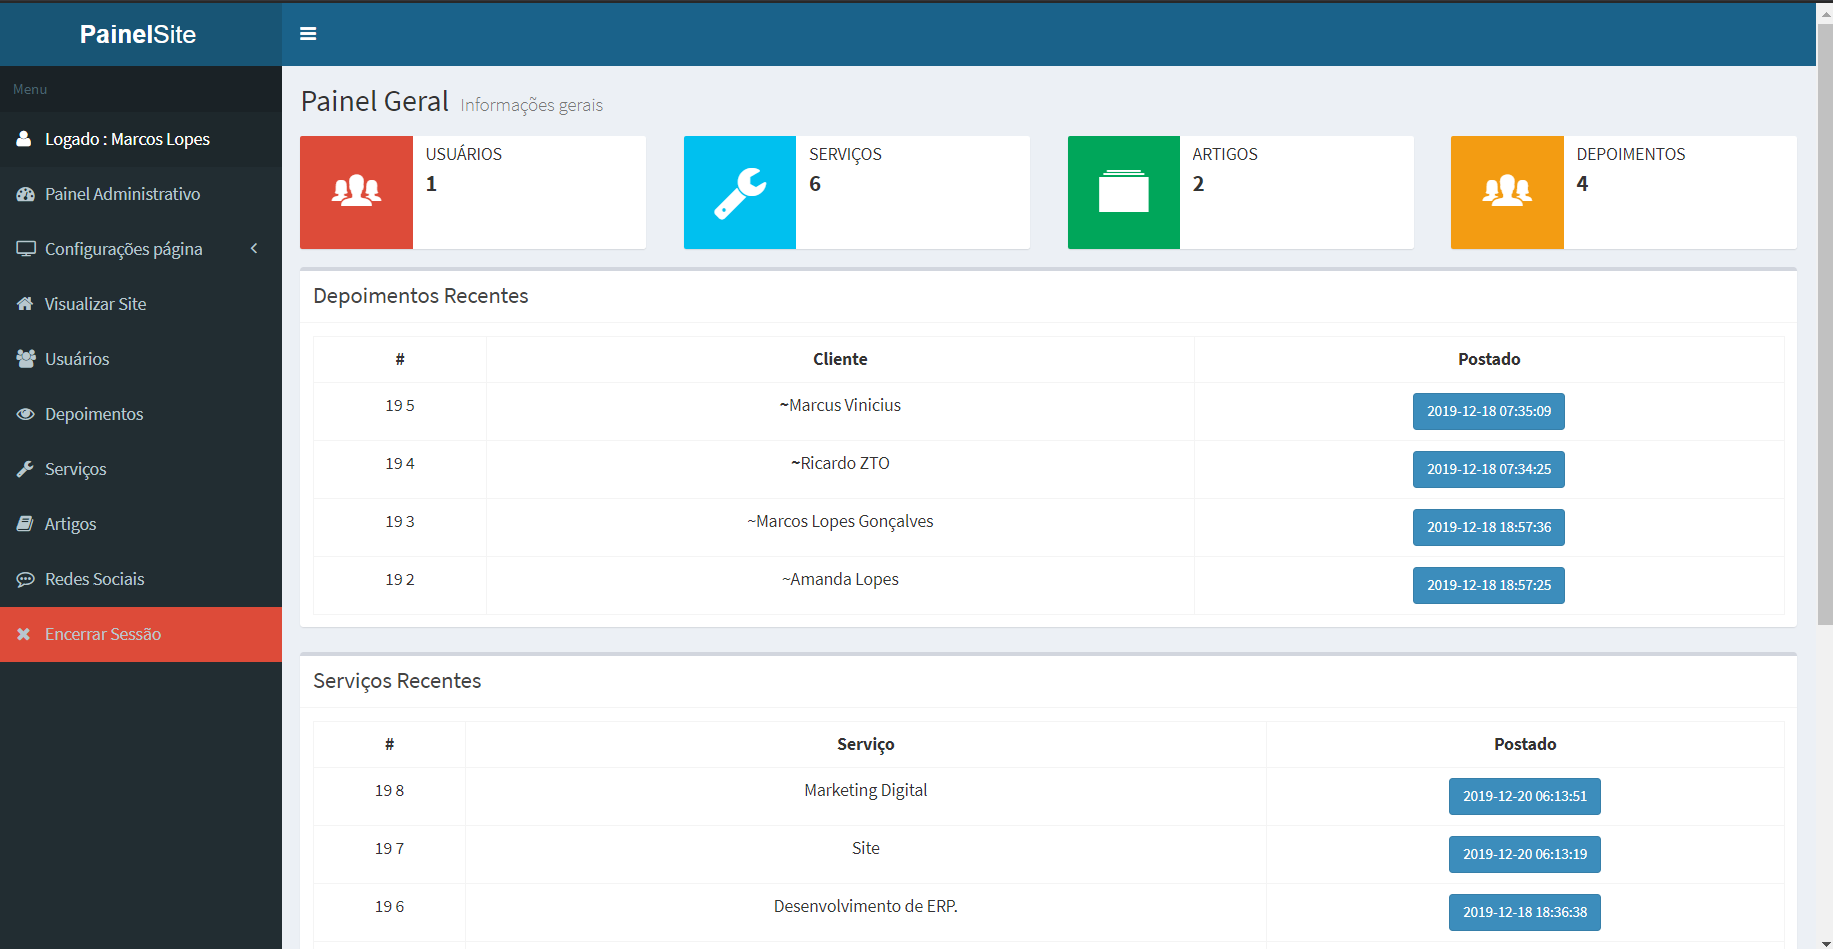 PainelSite
Menu
Logado : Marcos Lopes
Painel Administrativo
Configurações página
Visualizar Site
Usuários
Depoimentos
Serviços
Artigos
Redes Sociais
Encerrar Sessão
Painel Geral Informações gerais
USUÁRIOS
1
SERVIÇOS
6
ARTIGOS
2
DEPOIMENTOS
4
Depoimentos Recentes
# Cliente Postado
19 5 ~Marcus Vinicius 2019-12-18 07:35:09
19 4 ~Ricardo ZTO 2019-12-18 07:34:25
19 3 ~Marcos Lopes Gonçalves 2019-12-18 18:57:36
19 2 ~Amanda Lopes 2019-12-18 18:57:25
Serviços Recentes
# Serviço Postado
19 8 Marketing Digital 2019-12-20 06:13:51
19 7 Site 2019-12-20 06:13:19
19 6 Desenvolvimento de ERP. 2019-12-18 18:36:38